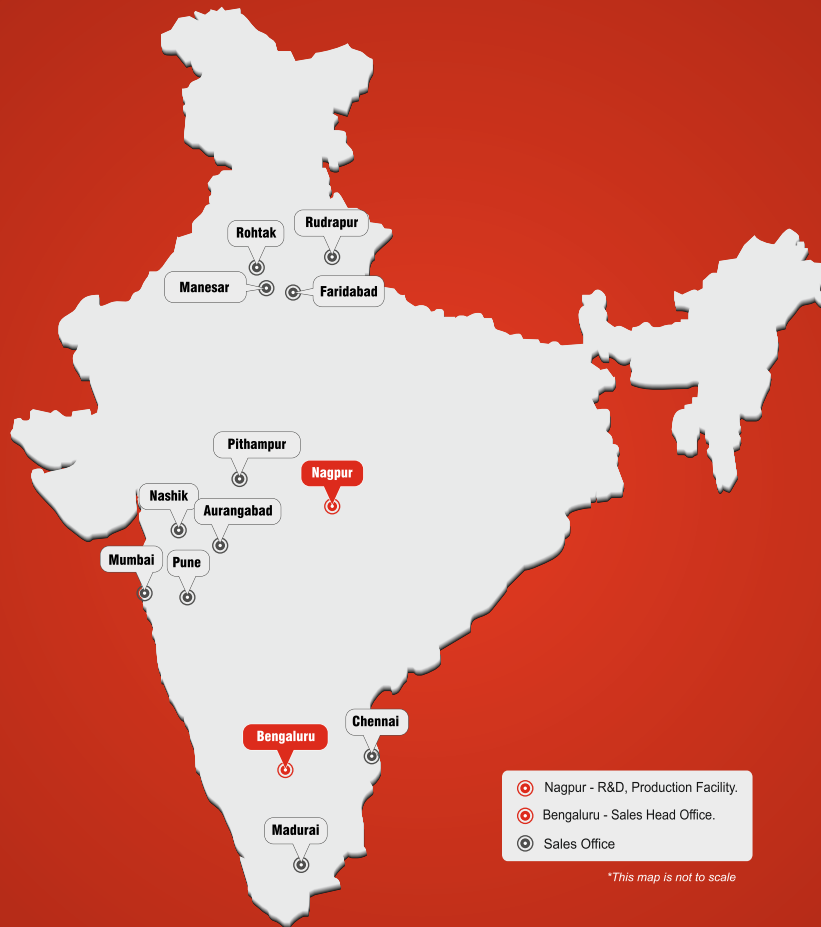 Rudrapur
Rohtak
Manesar
Faridabad
Pithampur
Nagpur
Nashik
Aurangabad
Mumbai
Pune
Chennai
Bengaluru
Madurai
Nagpur - R&D, Production Facility.
Bengaluru - Sales Head Office.
Sales Office
*This map is not to scale